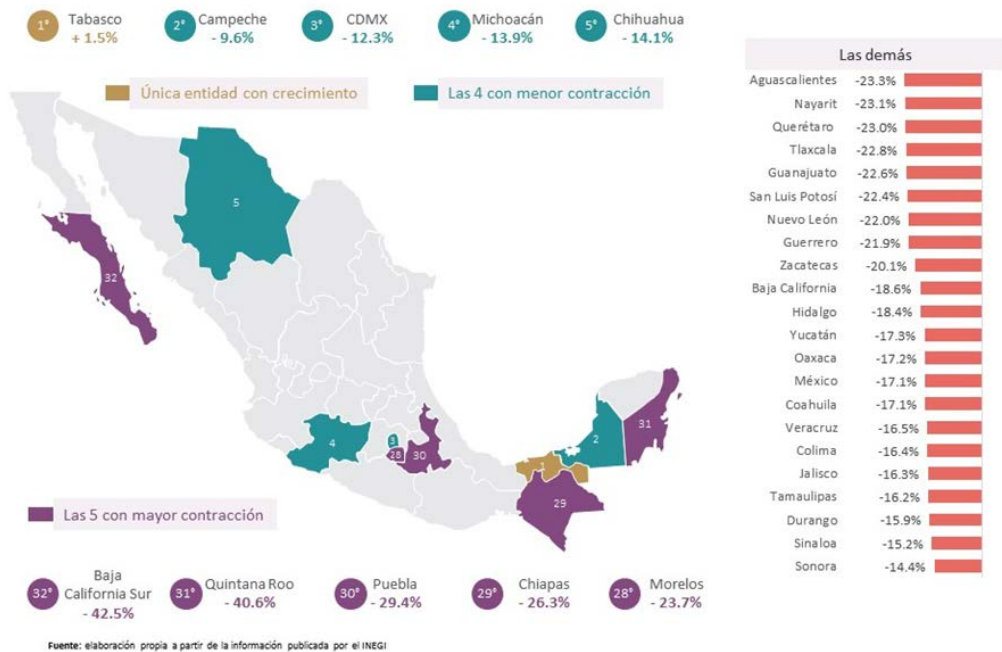 1° Tabasco
+ 1.5%
2° Campeche
- 9.6%
3° CDMX
- 12.3%
4° Michoacán
- 13.9%
5° Chihuahua
- 14.1%
Única entidad con crecimiento
Las 4 con menor contracción
5
32
4
3
28
30
1
2
31
29
Las 5 con mayor contracción
32° Baja
California Sur
- 42.5%
31° Quintana Roo
- 40.6%
30° Puebla
- 29.4%
29° Chiapas
- 26.3%
28° Morelos
- 23.7%
Fuente: elaboración propia a partir de la información publicada por el INEGI
Las demás
Aguascalientes -23.3%
Nayarit -23.1%
Querétaro -23.0%
Tlaxcala -22.8%
Guanajuato -22.6%
San Luis Potosí -22.4%
Nuevo León -22.0%
Guerrero -21.9%
Zacatecas -20.1%
Baja California -18.6%
Hidalgo -18.4%
Yucatán -17.3%
Oaxaca -17.2%
México -17.1%
Coahuila -17.1%
Veracruz -16.5%
Colima -16.4%
Jalisco -16.3%
Tamaulipas -16.2%
Durango -15.9%
Sinaloa -15.2%
Sonora -14.4%